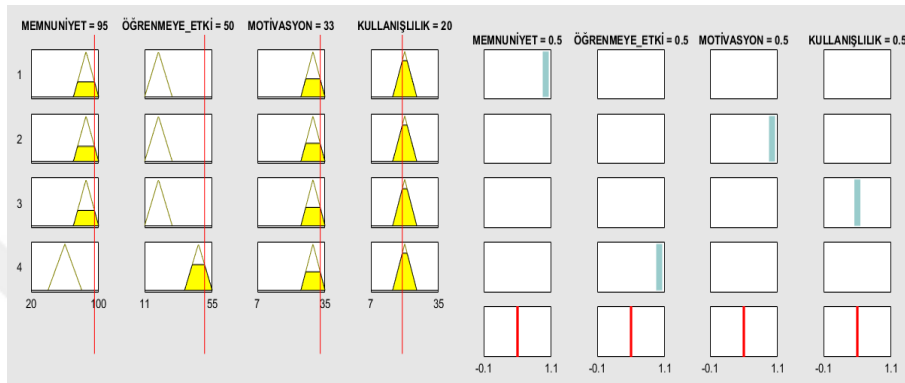 MEMNUNİYET = 95 ÖĞRENMEYE_ETKİ = 50 MOTİVASYON = 33 KULLANIŞLILIK = 20
MEMNUNİYET = 0.5 ÖĞRENMEYE_ETKİ = 0.5 MOTİVASYON = 0.5 KULLANIŞLILIK = 0.5
1
2
3
4
20 100 11 55 7 35 7 35
-0.1 1.1 -0.1 1.1 -0.1 1.1 -0.1 1.1